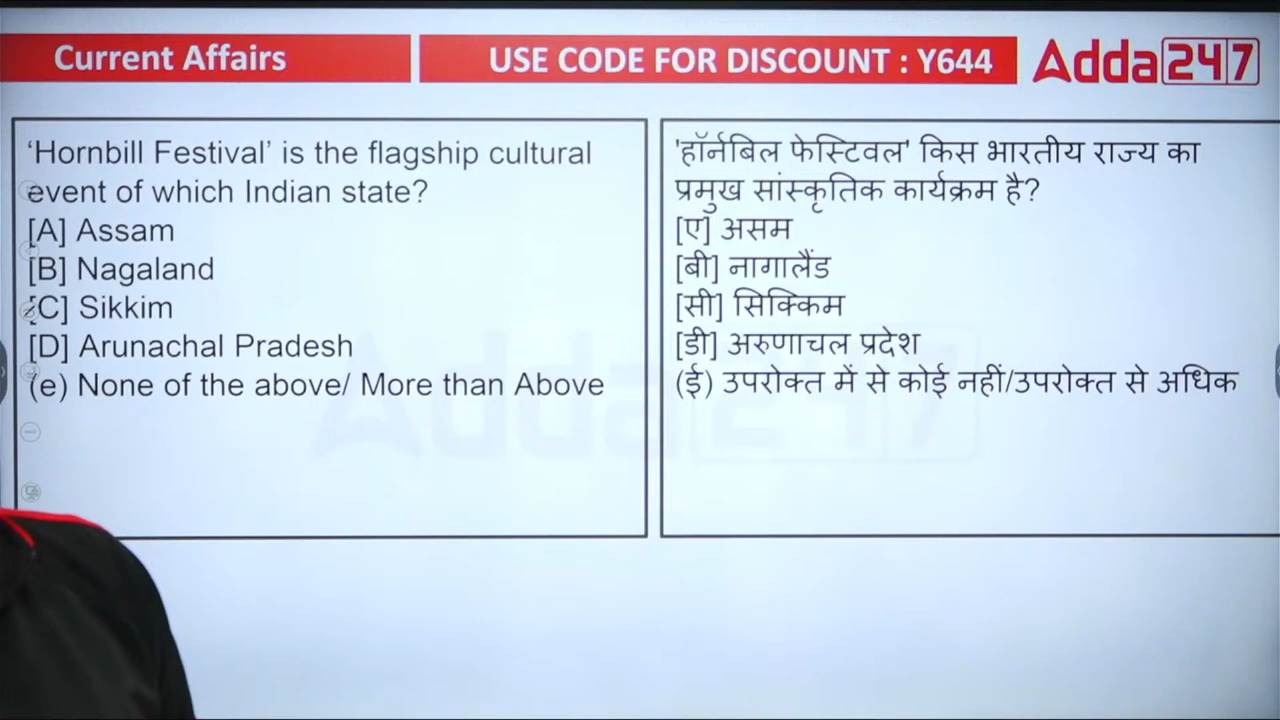 Current Affairs
USE CODE FOR DISCOUNT : Y644
Adda247
‘Hornbill Festival’ is the flagship cultural
event of which Indian state?
[A] Assam
[B] Nagaland
[C] Sikkim
[D] Arunachal Pradesh
(e) None of the above/ More than Above
'हॉर्नबिल फेस्टिवल' किस भारतीय राज्य का
प्रमुख सांस्कृतिक कार्यक्रम है?
[ए] असम
[बी] नागालैंड
[सी] सिक्किम
[डी] अरुणाचल प्रदेश
(ई) उपरोक्त में से कोई नहीं/उपरोक्त से अधिक
Adda247